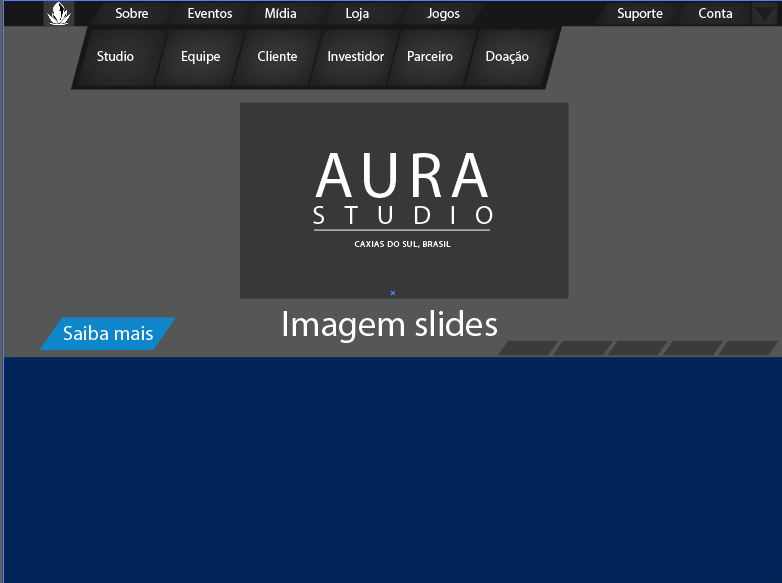 Sobre Eventos Mídia Loja Jogos Suporte Conta
Studio Equipe Cliente Investidor Parceiro Doação
AURA
STUDIO
CAXIAS DO SUL, BRASIL
Imagem slides
Saiba mais